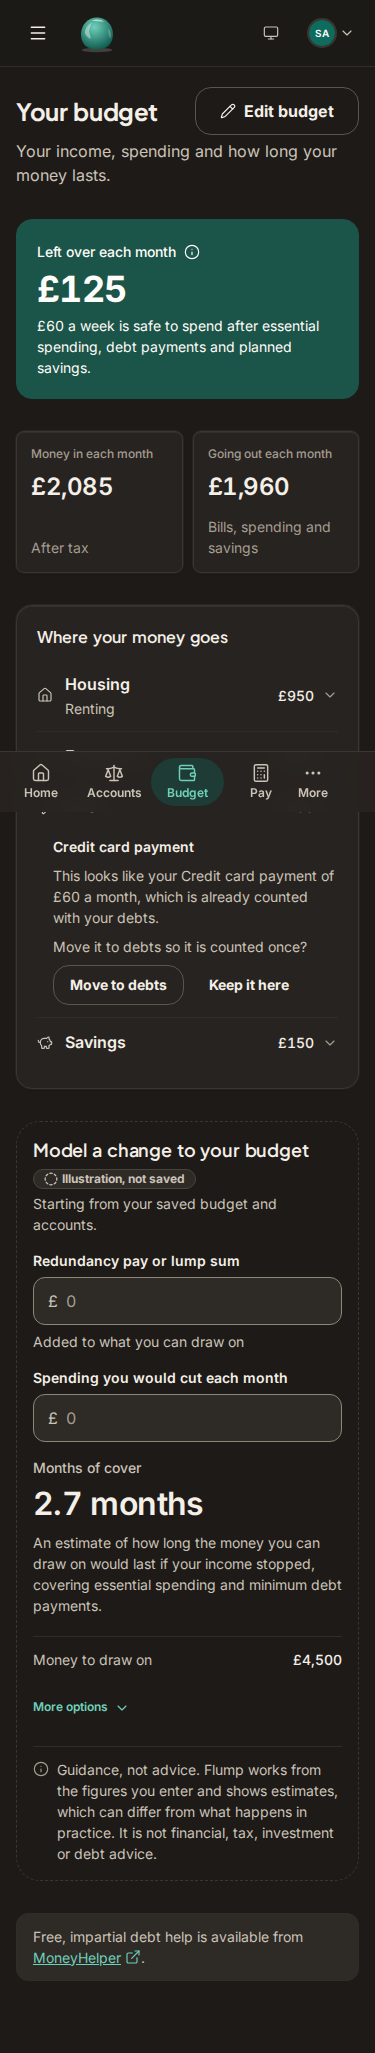 SA
Your budget
Edit budget
Your income, spending and how long your
money lasts.
Left over each month
£125
£60 a week is safe to spend after essential
spending, debt payments and planned
savings.
Money in each month
£2,085
After tax
Going out each month
£1,960
Bills, spending and
savings
Where your money goes
Housing
Renting
£950
Home
Accounts
Budget
Pay
More
Credit card payment
This looks like your Credit card payment of
£60 a month, which is already counted
with your debts.
Move it to debts so it is counted once?
Move to debts
Keep it here
Savings
£150
Model a change to your budget
Illustration, not saved
Starting from your saved budget and
accounts.
Redundancy pay or lump sum
£ 0
Added to what you can draw on
Spending you would cut each month
£ 0
Months of cover
2.7 months
An estimate of how long the money you can
draw on would last if your income stopped,
covering essential spending and minimum debt
payments.
Money to draw on
£4,500
More options
Guidance, not advice. Flump works from
the figures you enter and shows estimates,
which can differ from what happens in
practice. It is not financial, tax, investment
or debt advice.
Free, impartial debt help is available from
MoneyHelper.